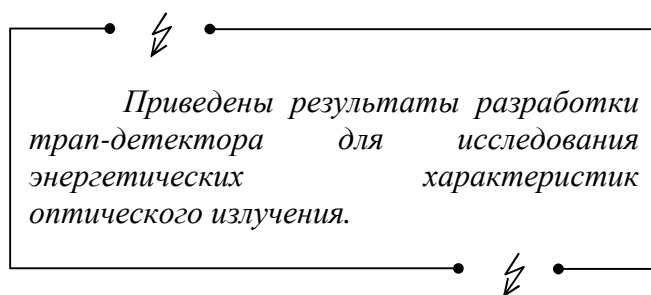 Приведены результаты разработки
трап-детектора для исследования
энергетических характеристик
оптического излучения.